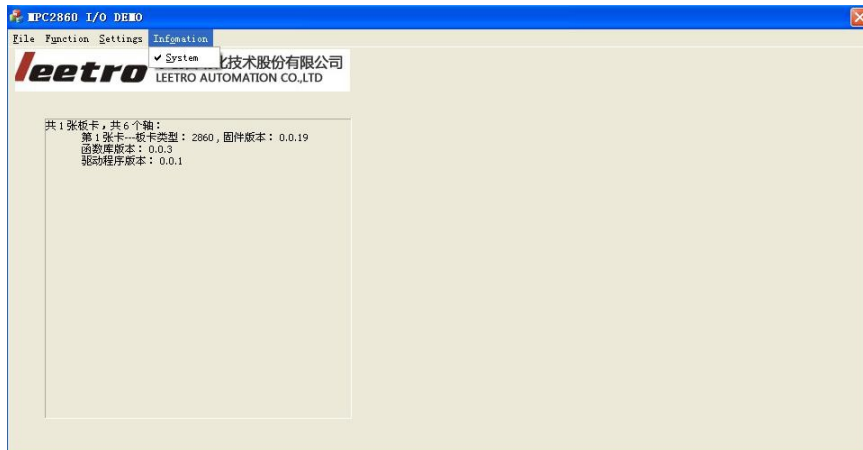 MPC2860 I/O DEMO
File Function Settings Infomation
System
leetro
化技术股份有限公司
LEETRO AUTOMATION CO.,LTD
共1张板卡，共6个轴：
第1张卡---板卡类型： 2860 , 固件版本： 0.0.19
函数库版本： 0.0.3
驱动程序版本： 0.0.1